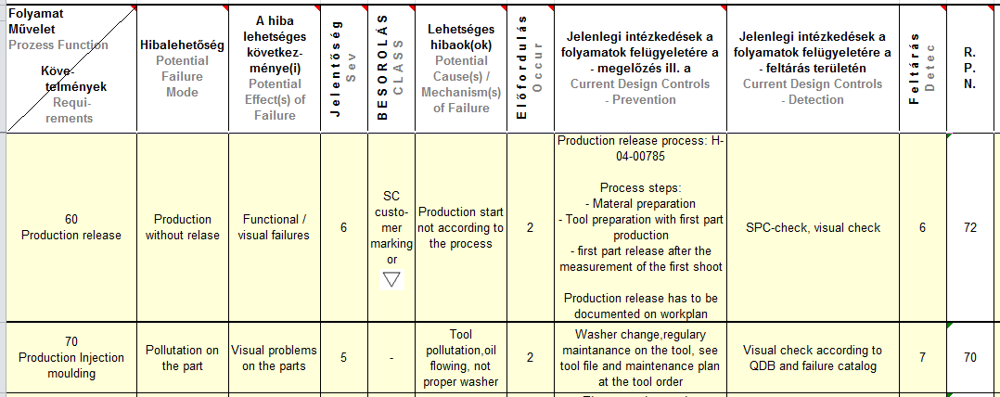 Folyamat
Művelet
Prozess Function
Köve-
telmények
Requi-
rements
Hibalehetőség
Potential
Failure
Mode
A hiba
lehetséges
következ-
ménye(i)
Potential
Effect(s) of
Failure
Jelentőség
Sev
BESOROLÁS
CLASS
Lehetséges
hibaok(ok)
Potential
Cause(s) /
Mechanism(s)
of Failure
Előfordulás
Occur
Jelenlegi intézkedések a
folyamatok felügyeletére a
- megelőzés ill. a
Current Design Controls
- Prevention
Jelenlegi intézkedések a
folyamatok felügyeletére a
- feltárás területén
Current Design Controls
- Detection
Feltárás
Detec
R.
P.
N.
60
Production release
Production
without relase
Functional /
visual failures
6
SC
custo-
mer
marking
or
Production start
not according to
the process
2
Production release process: H-
04-00785
Process steps:
- Materal preparation
- Tool preparation with first part
production
- first part release after the
measurement of the first shoot
Production release has to be
documented on workplan
SPC-check, visual check
6
72
70
Production Injection
moulding
Pollutation on
the part
Visual problems
on the parts
5
-
Tool
pollutation,oil
flowing, not
proper washer
2
Washer change,regulary
maintanance on the tool, see
tool file and maintenance plan
at the tool order
Visual check according to
QDB and failure catalog
7
70